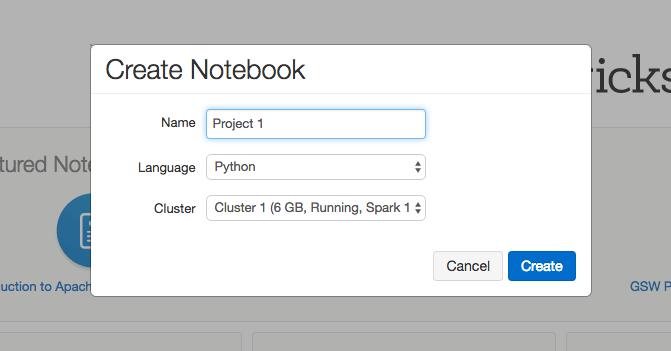 Create Notebook
ricks
Name Project 1
tured Note
Language Python
Cluster Cluster 1 (6 GB, Running, Spark 1
Cancel Create
uction to Apach
GSW P